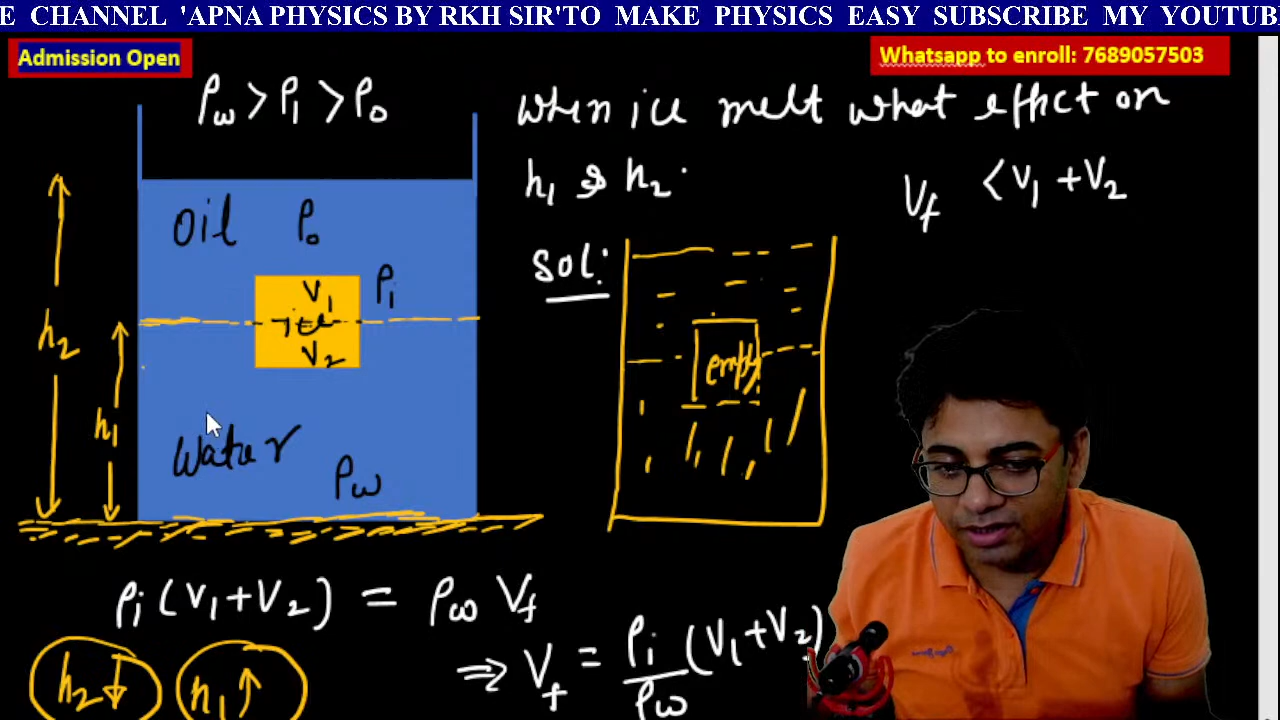 E CHANNEL 'APNA PHYSICS BY RKH SIR'TO MAKE PHYSICS EASY SUBSCRIBE MY YOUTUB
Admission Open
Whatsapp to enroll: 7689057503
ρw > ρi > ρo
when ice melt what effect on
h1 & h2.
Vf < V1 + V2
Sol:
oil ρo
V1
ρi
ice
V2
h2
h1
water
ρw
empty
ρi (V1+V2) = ρw Vf
⇒ Vf = ρi/ρw (V1+V2)
h2↓ h1↑